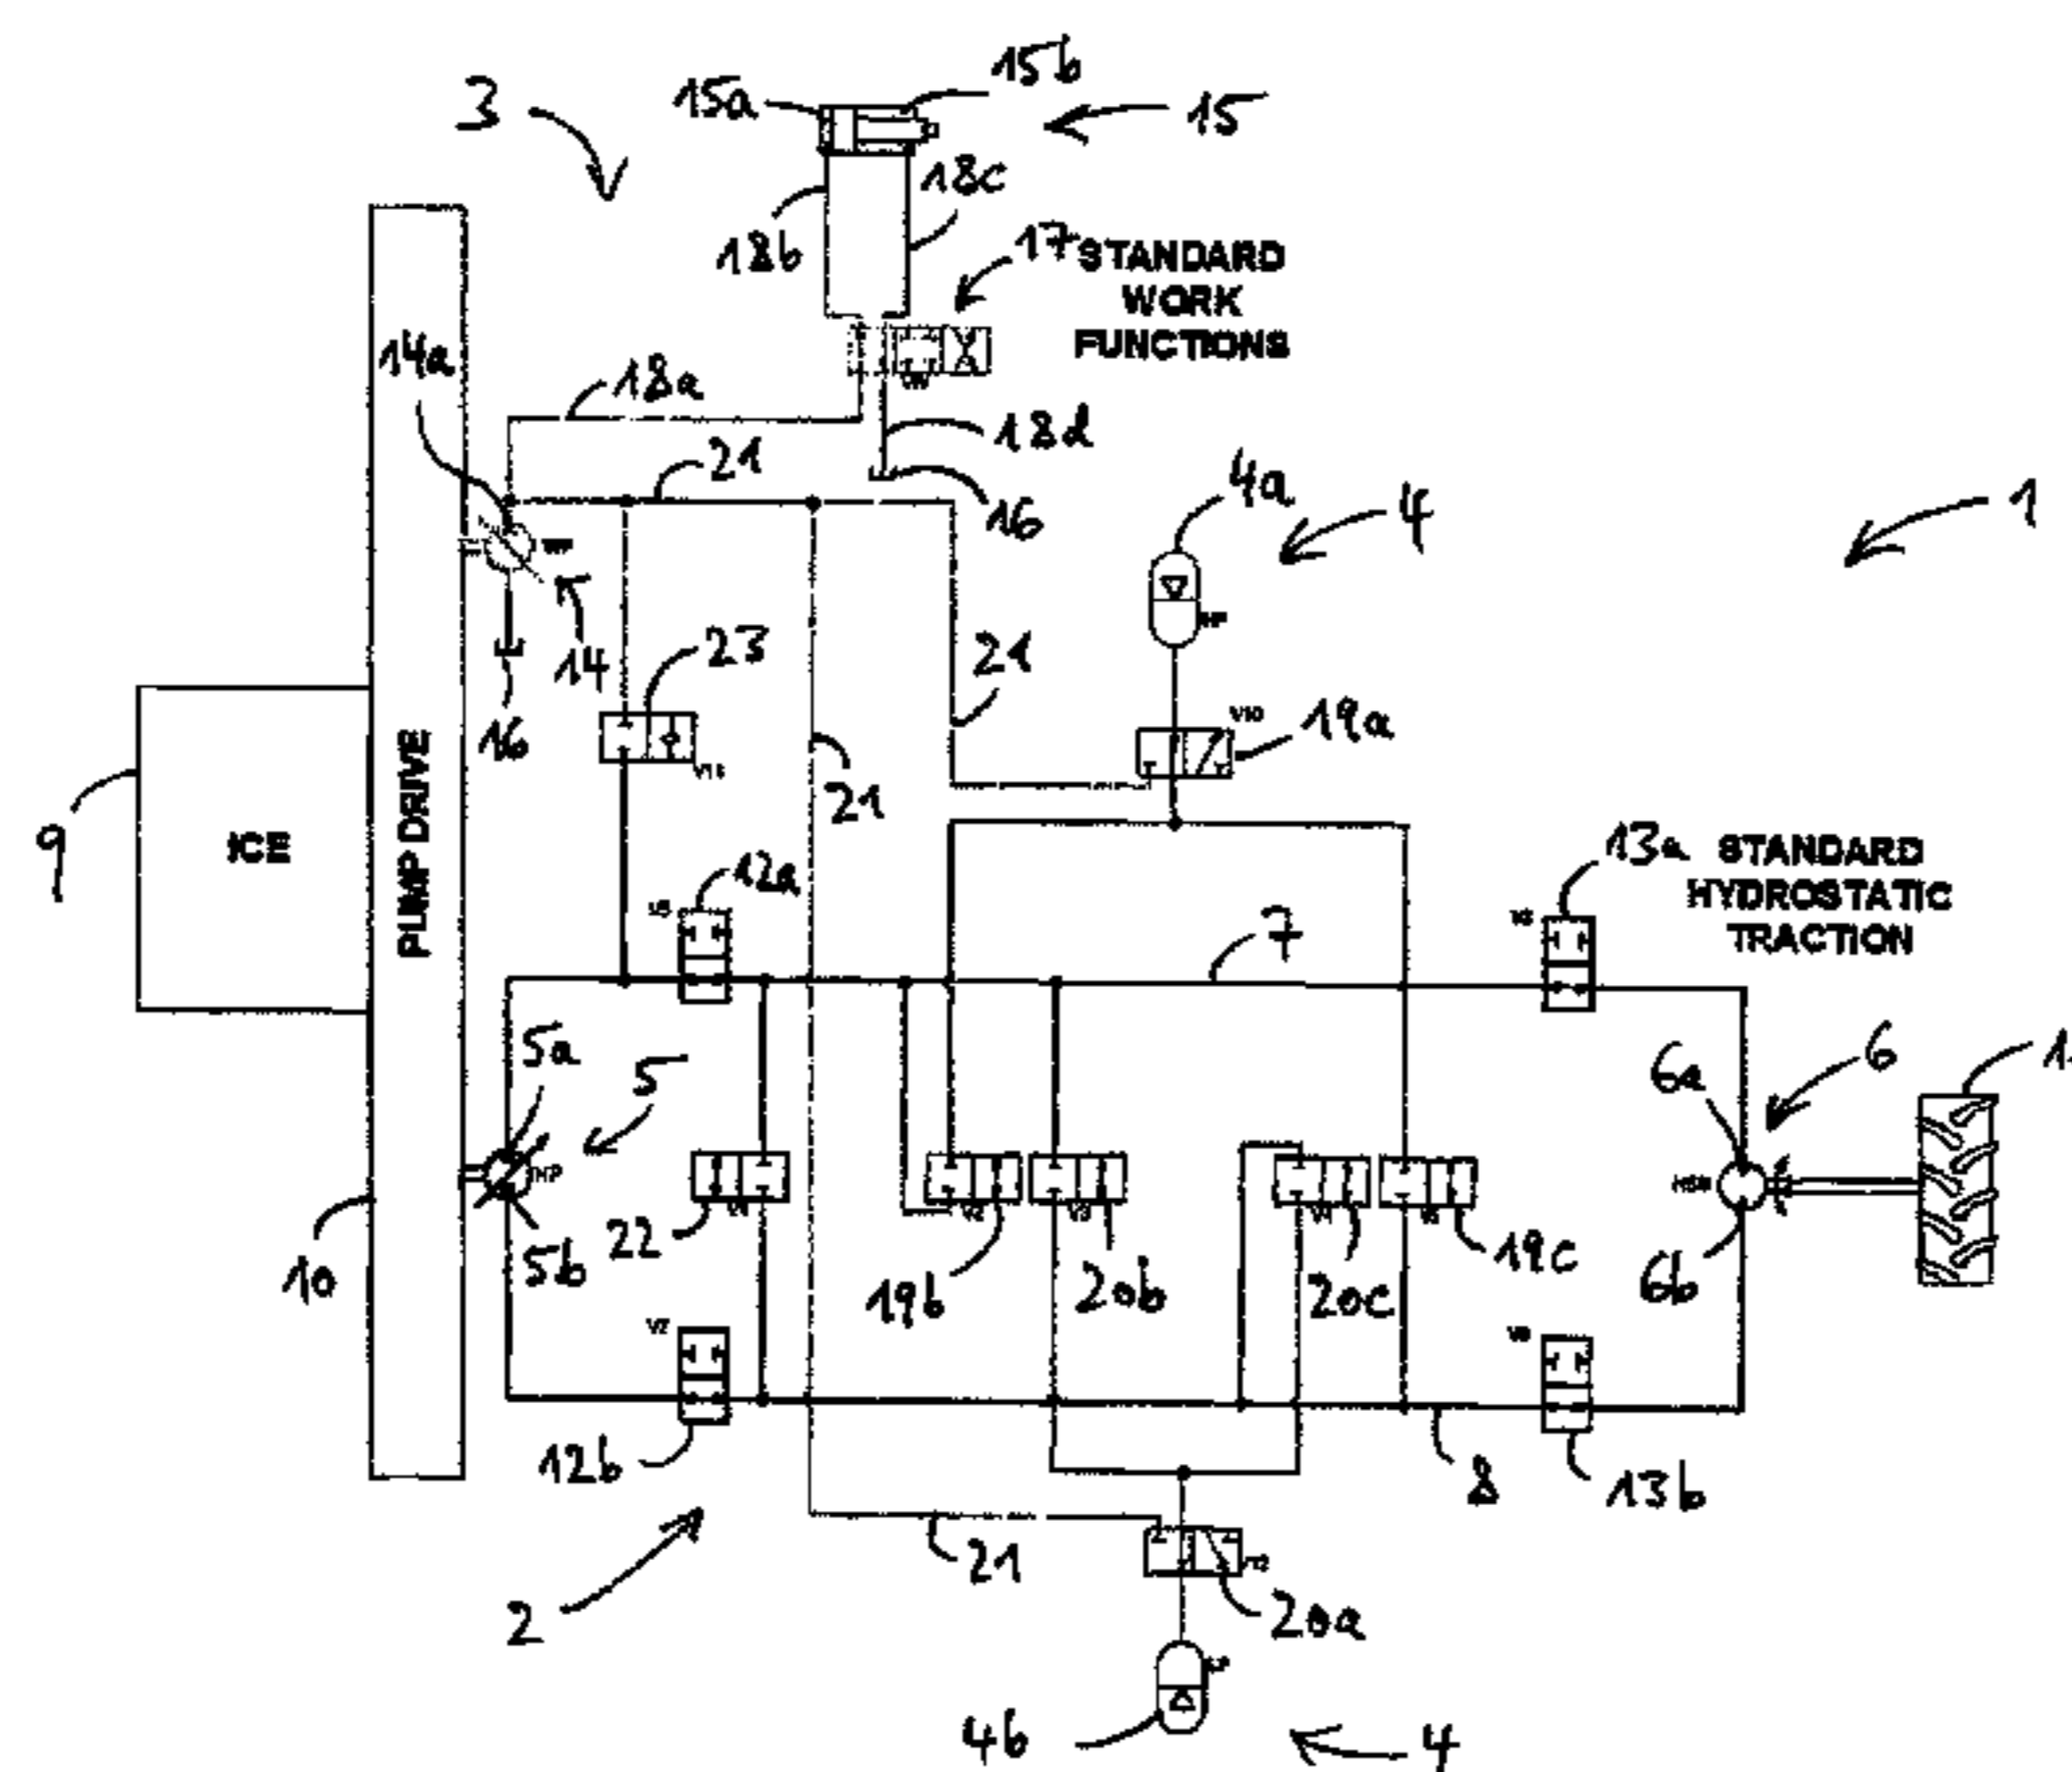 3
15a
15b
15
18b
18c
17
STANDARD
WORK
FUNCTIONS
14a
18a
18d
21
16
4a
4
1
14
23
21
16
V10
19a
21
9
ICE
PUMP DRIVE
12a
7
13a
STANDARD
HYDROSTATIC
TRACTION
5a
5
6a
6
10
5b
22
19b
20b
20c
19c
6b
V7
12b
8
13b
2
21
20a
4b
4